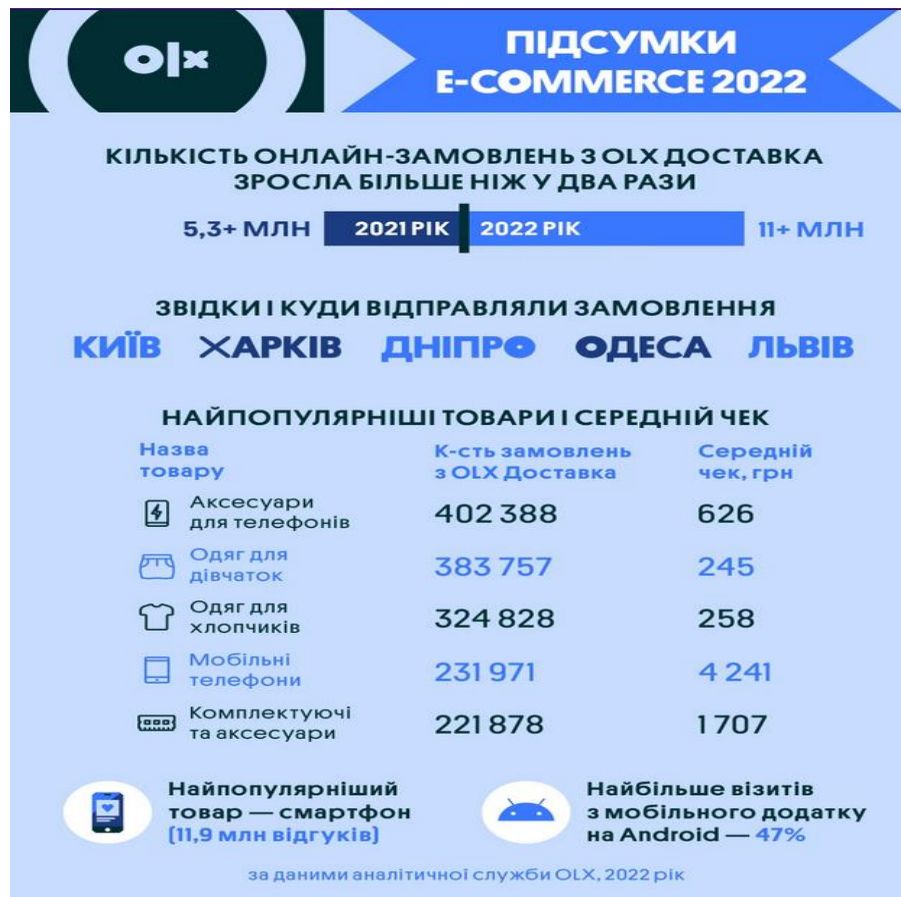 olx
ПІДСУМКИ
E-COMMERCE 2022
КІЛЬКІСТЬ ОНЛАЙН-ЗАМОВЛЕНЬ З OLX ДОСТАВКА
ЗРОСЛА БІЛЬШЕ НІЖ У ДВА РАЗИ
5,3+ МЛН 2021 РІК 2022 РІК 11+ МЛН
ЗВІДКИ І КУДИ ВІДПРАВЛЯЛИ ЗАМОВЛЕННЯ
КИЇВ ХАРКІВ ДНІПРО ОДЕСА ЛЬВІВ
НАЙПОПУЛЯРНІШІ ТОВАРИ І СЕРЕДНІЙ ЧЕК
Назва К-сть замовлень Середній
товару з OLX Доставка чек, грн
Аксесуари
для телефонів 402 388 626
Одяг для
дівчаток 383 757 245
Одяг для
хлопчиків 324 828 258
Мобільні
телефони 231 971 4 241
Комплектуючі
та аксесуари 221 878 1 707
Найпопулярніший
товар — смартфон
(11,9 млн відгуків)
Найбільше візитів
з мобільного додатку
на Android — 47%
за даними аналітичної служби OLX, 2022 рік